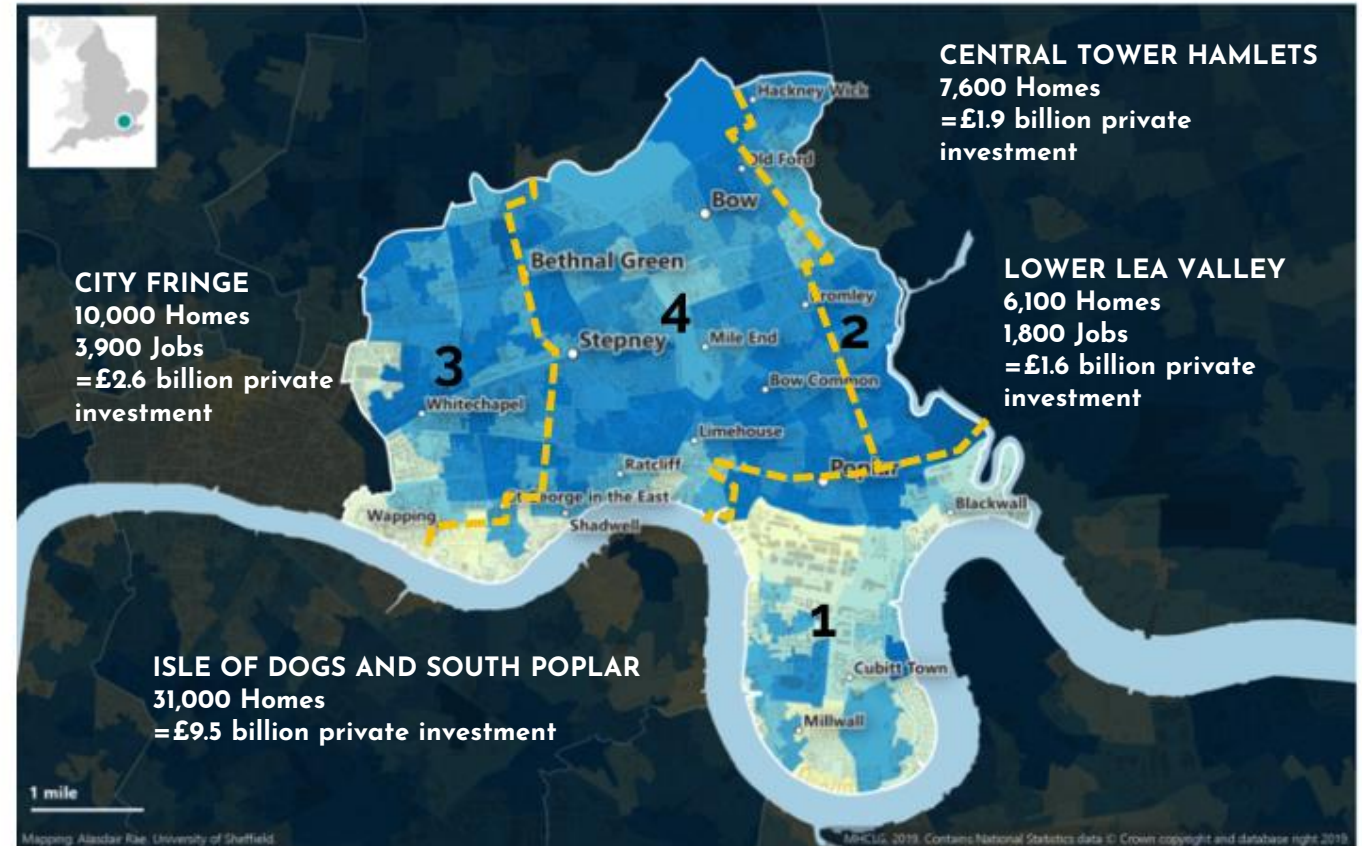 CENTRAL TOWER HAMLETS
7,600 Homes
=£1.9 billion private
investment
Hackney Wick
Old Ford
Bow
Bethnal Green
LOWER LEA VALLEY
6,100 Homes
1,800 Jobs
=£1.6 billion private
investment
CITY FRINGE
10,000 Homes
3,900 Jobs
=£2.6 billion private
investment
Bromley
4
2
Stepney
Mile End
3
Bow Common
Whitechapel
Limehouse
Ratcliff
Poplar
St George in the East
Blackwall
Wapping
Shadwell
1
ISLE OF DOGS AND SOUTH POPLAR
31,000 Homes
=£9.5 billion private investment
Cubitt Town
Millwall
1 mile
Mapping: Alasdair Rae, University of Sheffield.
MHCLG, 2019. Contains National Statistics data © Crown copyright and database right 2019.